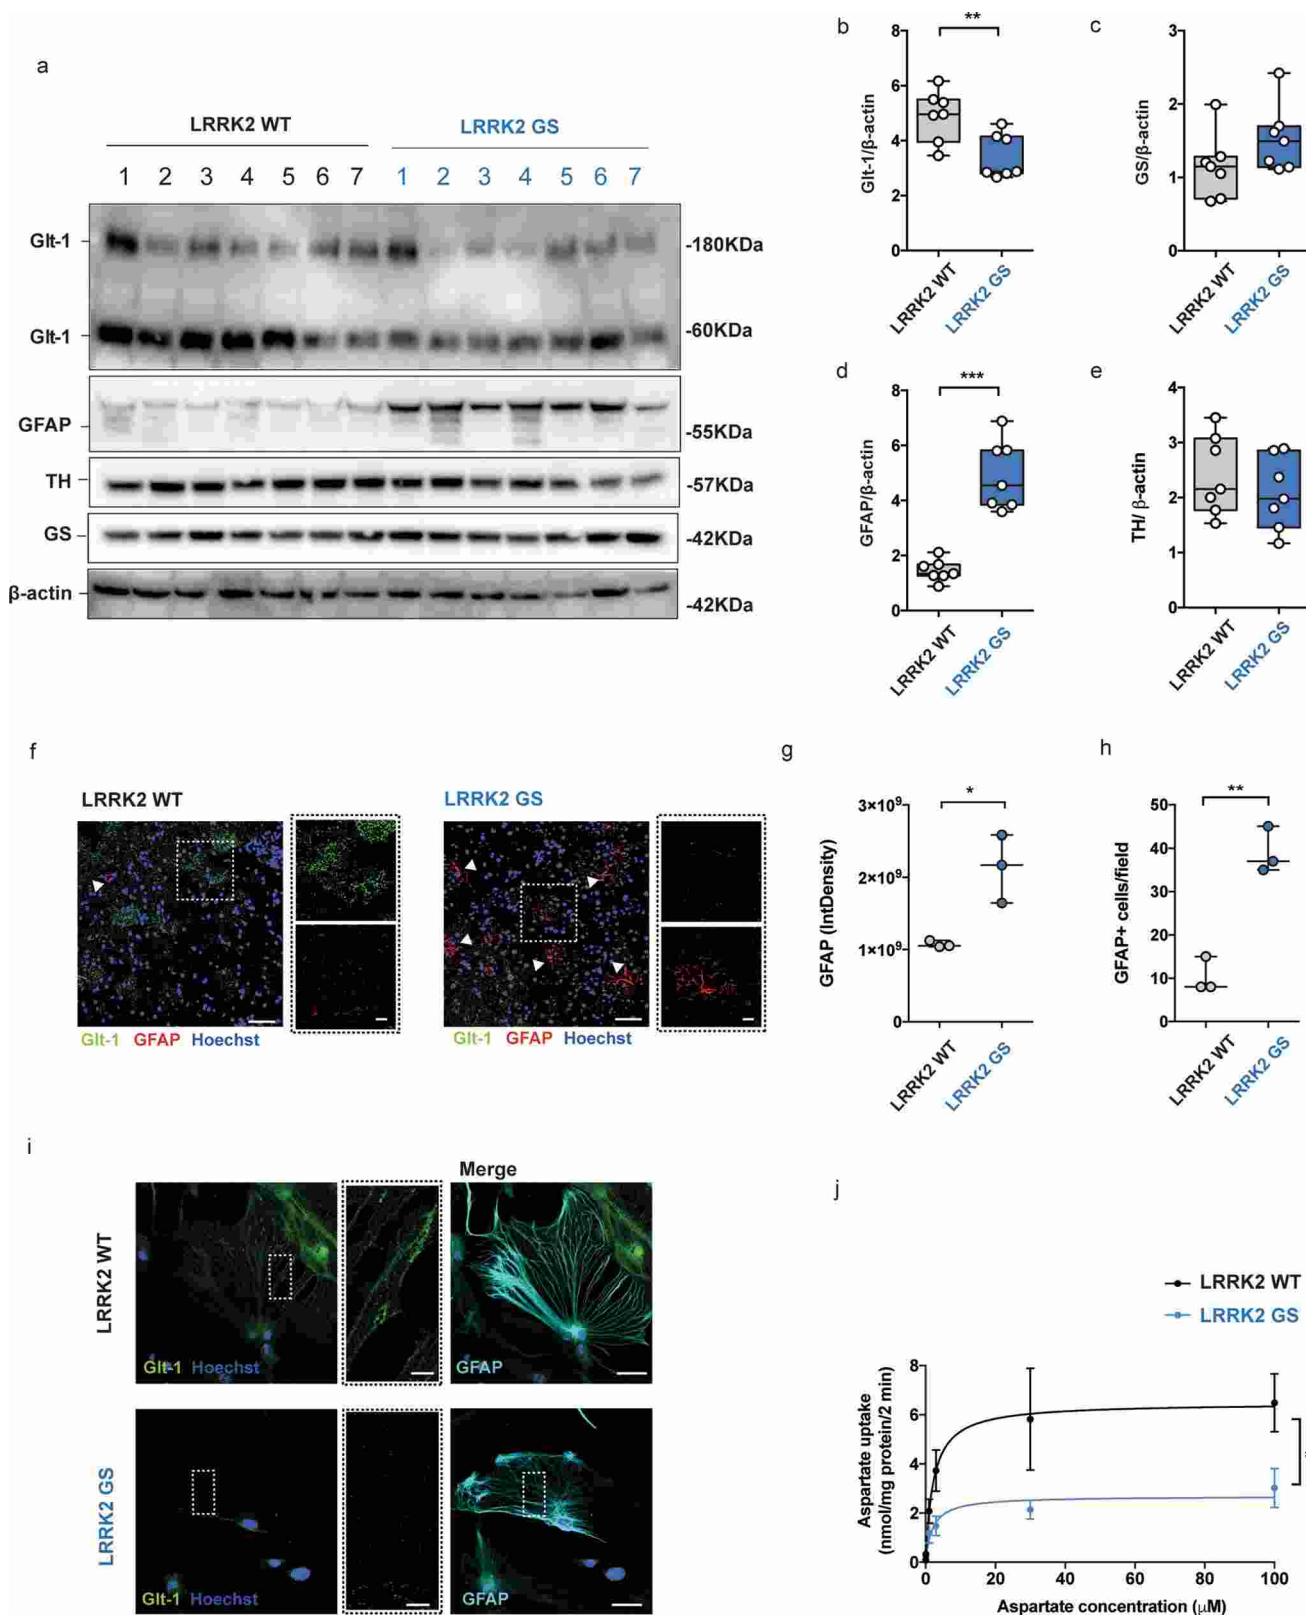 a
LRRK2 WT LRRK2 GS
1 2 3 4 5 6 7 1 2 3 4 5 6 7
Glt-1 -180KDa
Glt-1 -60KDa
GFAP -55KDa
TH -57KDa
GS -42KDa
β-actin -42KDa
b
**
Glt-1/β-actin
8
6
4
2
0
LRRK2 WT
LRRK2 GS
c
GS/β-actin
3
2
1
0
LRRK2 WT
LRRK2 GS
d
***
GFAP/β-actin
8
6
4
2
0
LRRK2 WT
LRRK2 GS
e
TH/ β-actin
4
3
2
1
0
LRRK2 WT
LRRK2 GS
f
LRRK2 WT
Glt-1 GFAP Hoechst
LRRK2 GS
Glt-1 GFAP Hoechst
g
*
GFAP (IntDensity)
3×10⁹
2×10⁹
1×10⁹
0
LRRK2 WT
LRRK2 GS
h
**
GFAP+ cells/field
50
40
30
20
10
0
LRRK2 WT
LRRK2 GS
i
Merge
LRRK2 WT
Glt-1 Hoechst
GFAP
LRRK2 GS
Glt-1 Hoechst
GFAP
j
LRRK2 WT
LRRK2 GS
Aspartate uptake
(nmol/mg protein/2 min)
8
6
4
2
0
0 20 40 60 80 100
Aspartate concentration (μM)